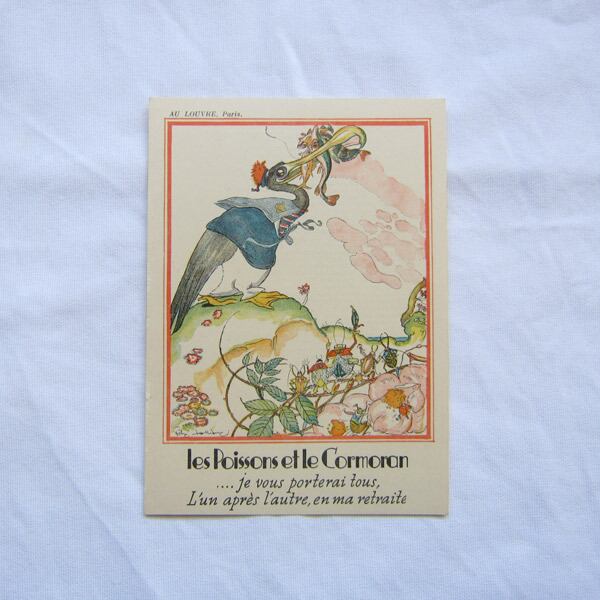 AU LOUVRE, Paris.
les Poissons et le Cormoran
.... je vous porterai tous,
L'un après l'autre, en ma retraite